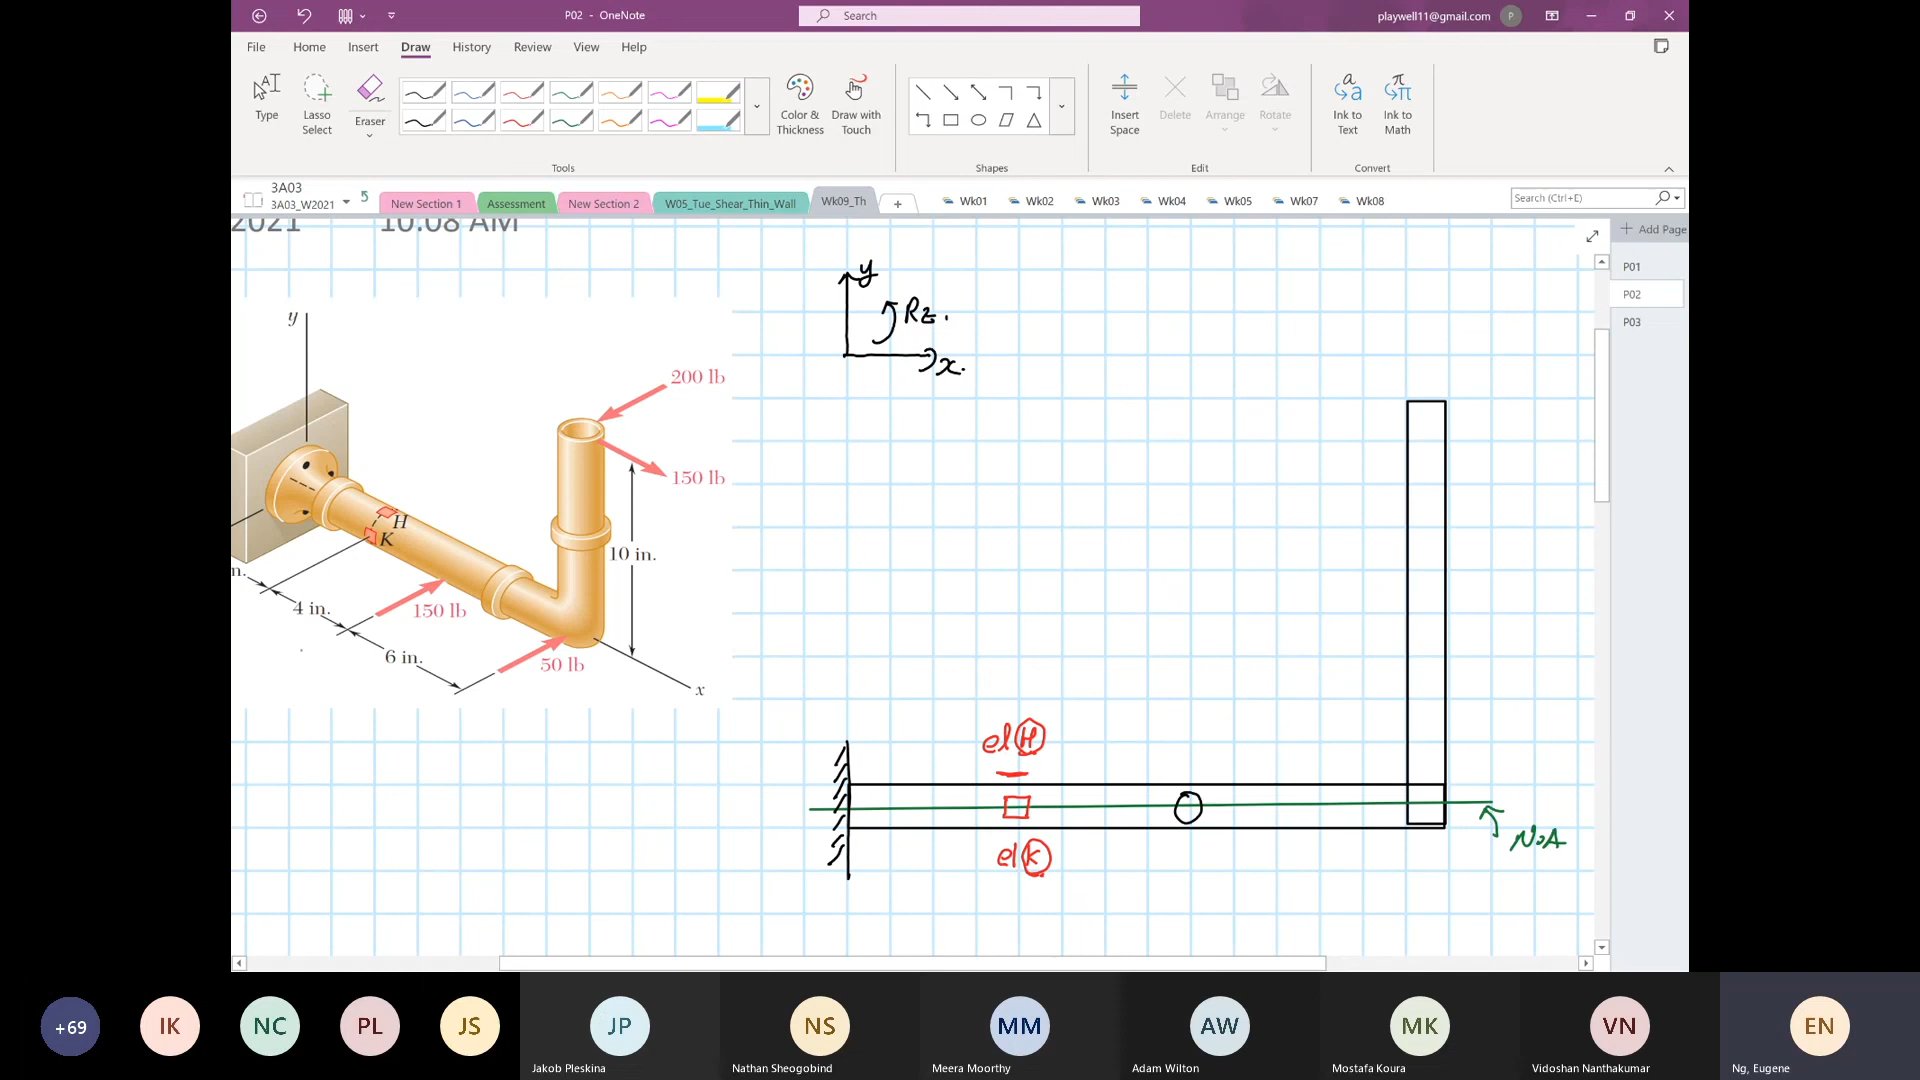 P02 - OneNote
Search
playwell11@gmail.com
P
File
Home
Insert
Draw
History
Review
View
Help
Type
Lasso Select
Eraser
Color & Thickness
Draw with Touch
Insert Space
Delete
Arrange
Rotate
Ink to Text
Ink to Math
Tools
Shapes
Edit
Convert
3A03
3A03_W2021
New Section 1
Assessment
New Section 2
W05_Tue_Shear_Thin_Wall
Wk09_Th
+
Wk01
Wk02
Wk03
Wk04
Wk05
Wk07
Wk08
Search (Ctrl+E)
Add Page
P01
P02
P03
2021 10:08 AM
y
200 lb
150 lb
H
K
10 in.
n.
4 in.
150 lb
6 in.
50 lb
x
y
Rz.
x.
el H
el K
N.A
+69
IK
NC
PL
JS
JP
NS
MM
AW
MK
VN
EN
Jakob Pleskina
Nathan Sheogobind
Meera Moorthy
Adam Wilton
Mostafa Koura
Vidoshan Nanthakumar
Ng, Eugene